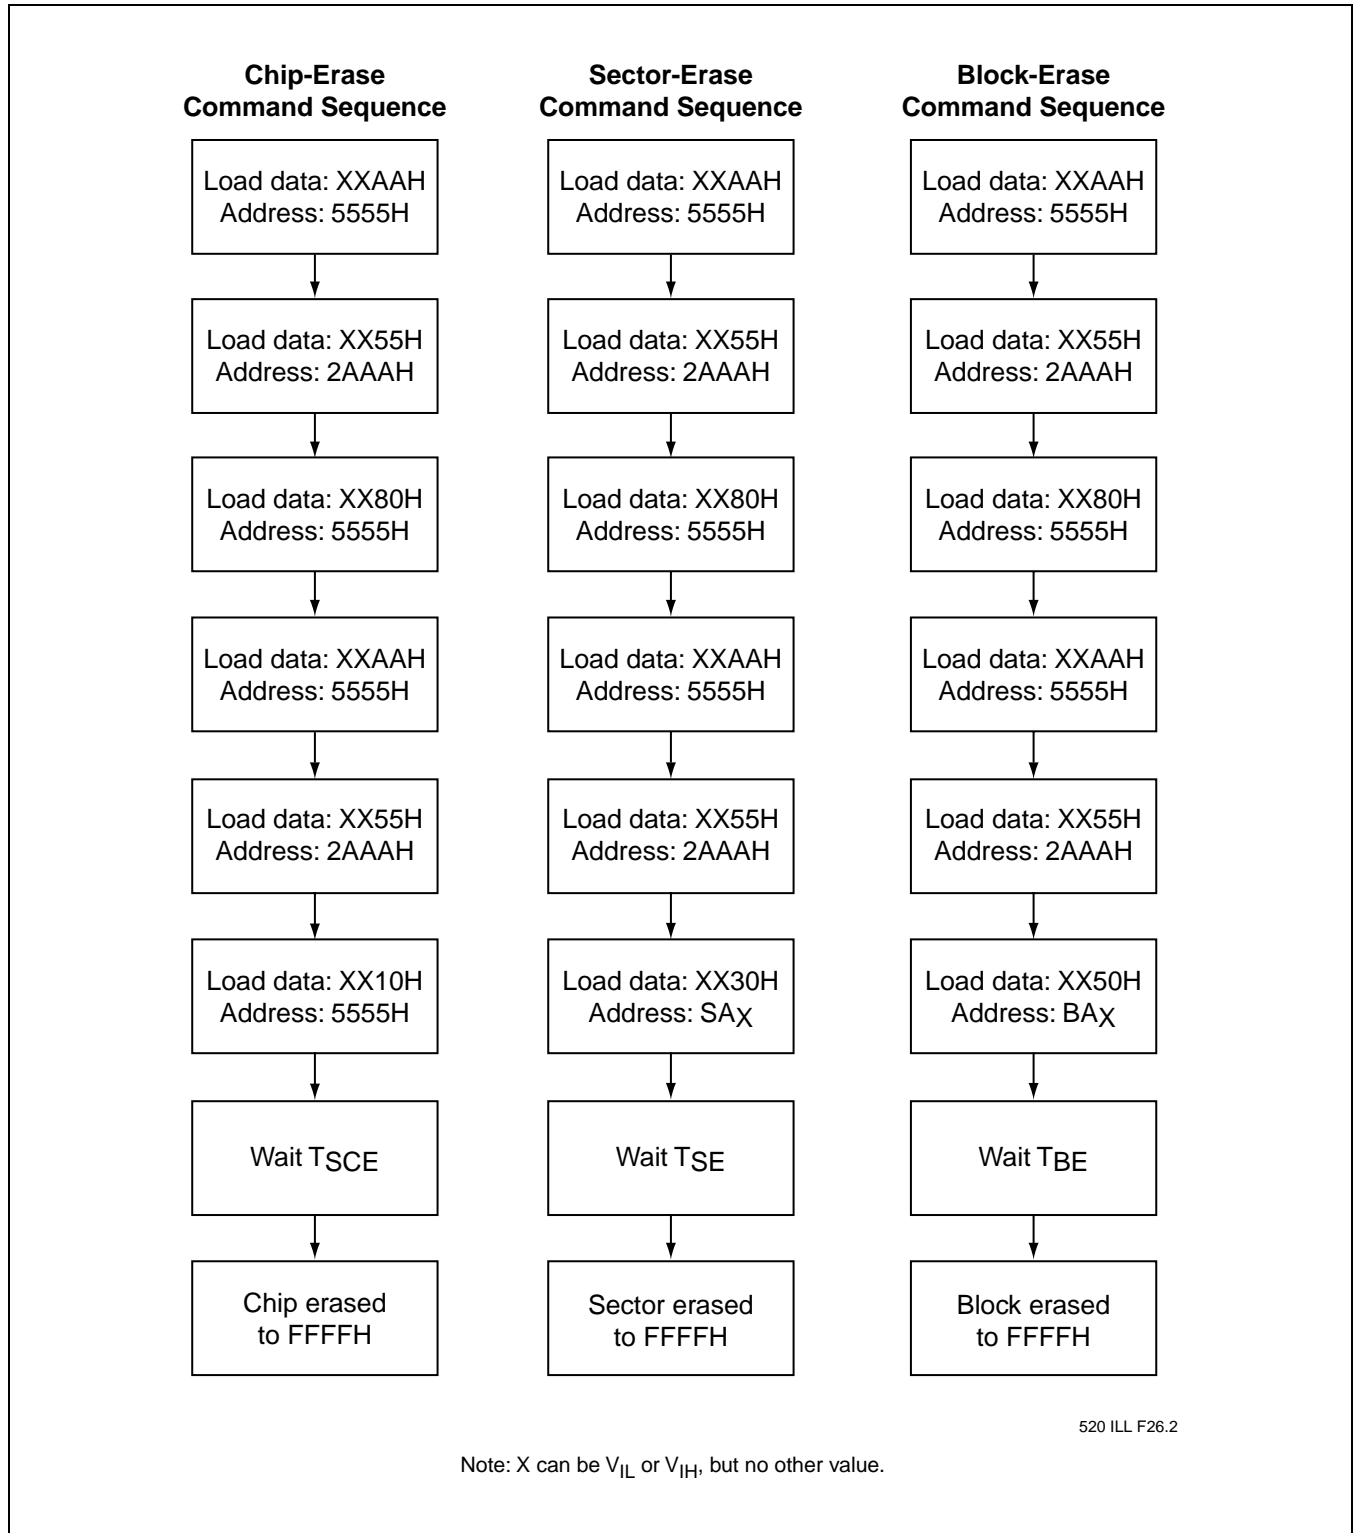 Chip-Erase
Command Sequence
Load data: XXAAH
Address: 5555H
Load data: XX55H
Address: 2AAAH
Load data: XX80H
Address: 5555H
Load data: XXAAH
Address: 5555H
Load data: XX55H
Address: 2AAAH
Load data: XX10H
Address: 5555H
Wait TSCE
Chip erased
to FFFFH
Sector-Erase
Command Sequence
Load data: XXAAH
Address: 5555H
Load data: XX55H
Address: 2AAAH
Load data: XX80H
Address: 5555H
Load data: XXAAH
Address: 5555H
Load data: XX55H
Address: 2AAAH
Load data: XX30H
Address: SAX
Wait TSE
Sector erased
to FFFFH
Block-Erase
Command Sequence
Load data: XXAAH
Address: 5555H
Load data: XX55H
Address: 2AAAH
Load data: XX80H
Address: 5555H
Load data: XXAAH
Address: 5555H
Load data: XX55H
Address: 2AAAH
Load data: XX50H
Address: BAX
Wait TBE
Block erased
to FFFFH
520 ILL F26.2
Note: X can be VIL or VIH, but no other value.